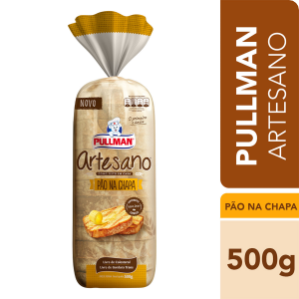 NOVO
PULLMAN
Artesano
PÃO NA CHAPA
PULLMAN
ARTESANO
PÃO NA CHAPA
500g